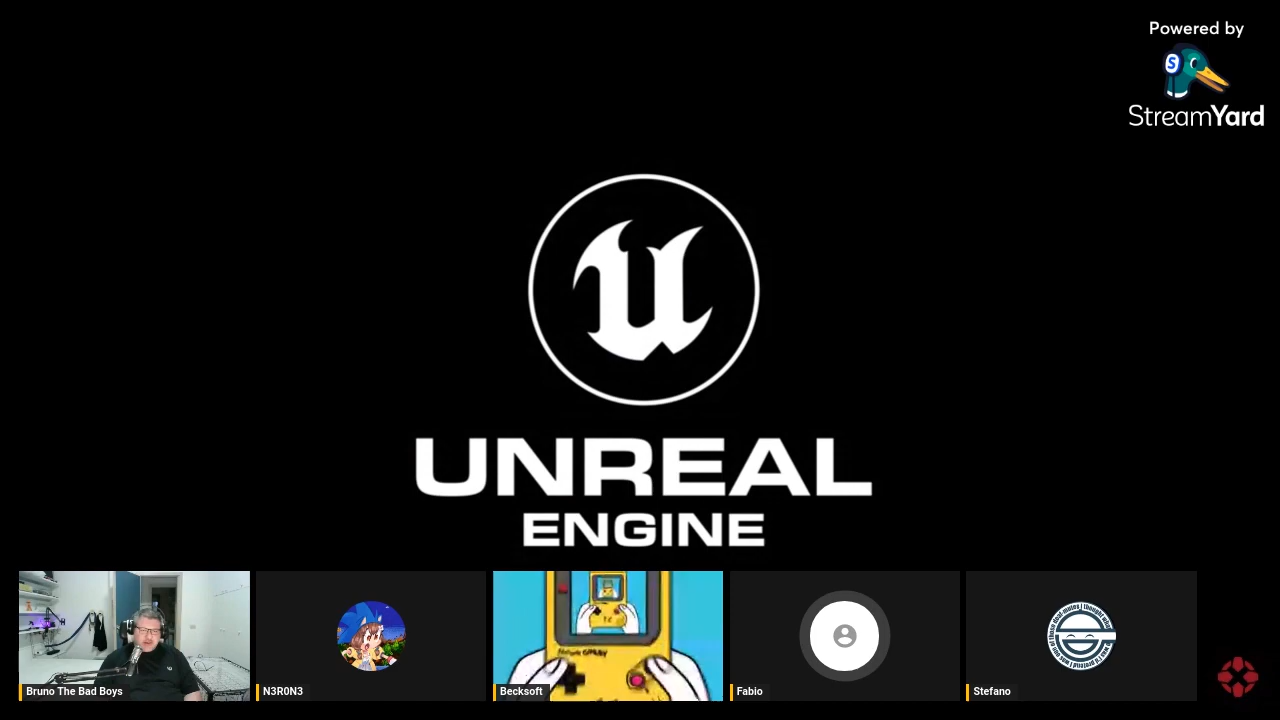 Powered by
S
StreamYard
UNREAL
ENGINE
Bruno The Bad Boys
N3R0N3
Becksoft
Fabio
Stefano